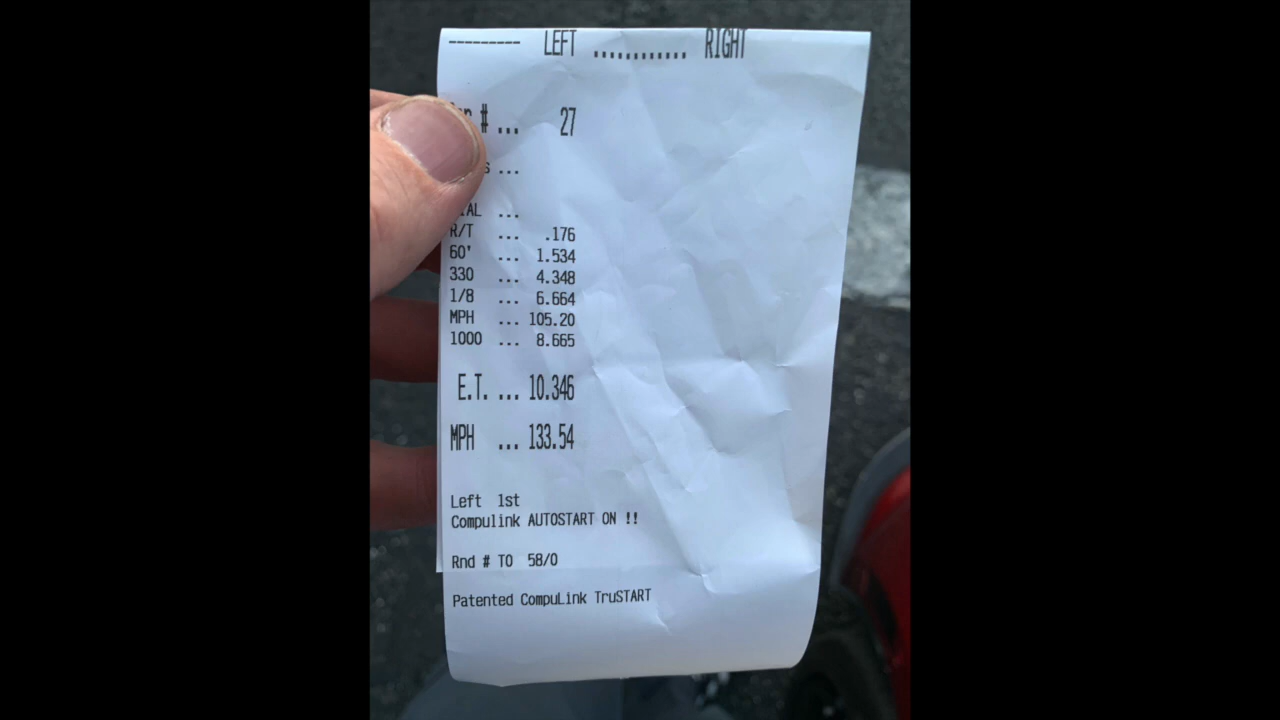 --------- LEFT ............ RIGHT
# ... 27
...
...
R/T ... .176
60' ... 1.534
330 ... 4.348
1/8 ... 6.664
MPH ... 105.20
1000 ... 8.665
E.T. ... 10.346
MPH ... 133.54
Left 1st
Compulink AUTOSTART ON !!
Rnd # TO 58/0
Patented CompuLink TruSTART